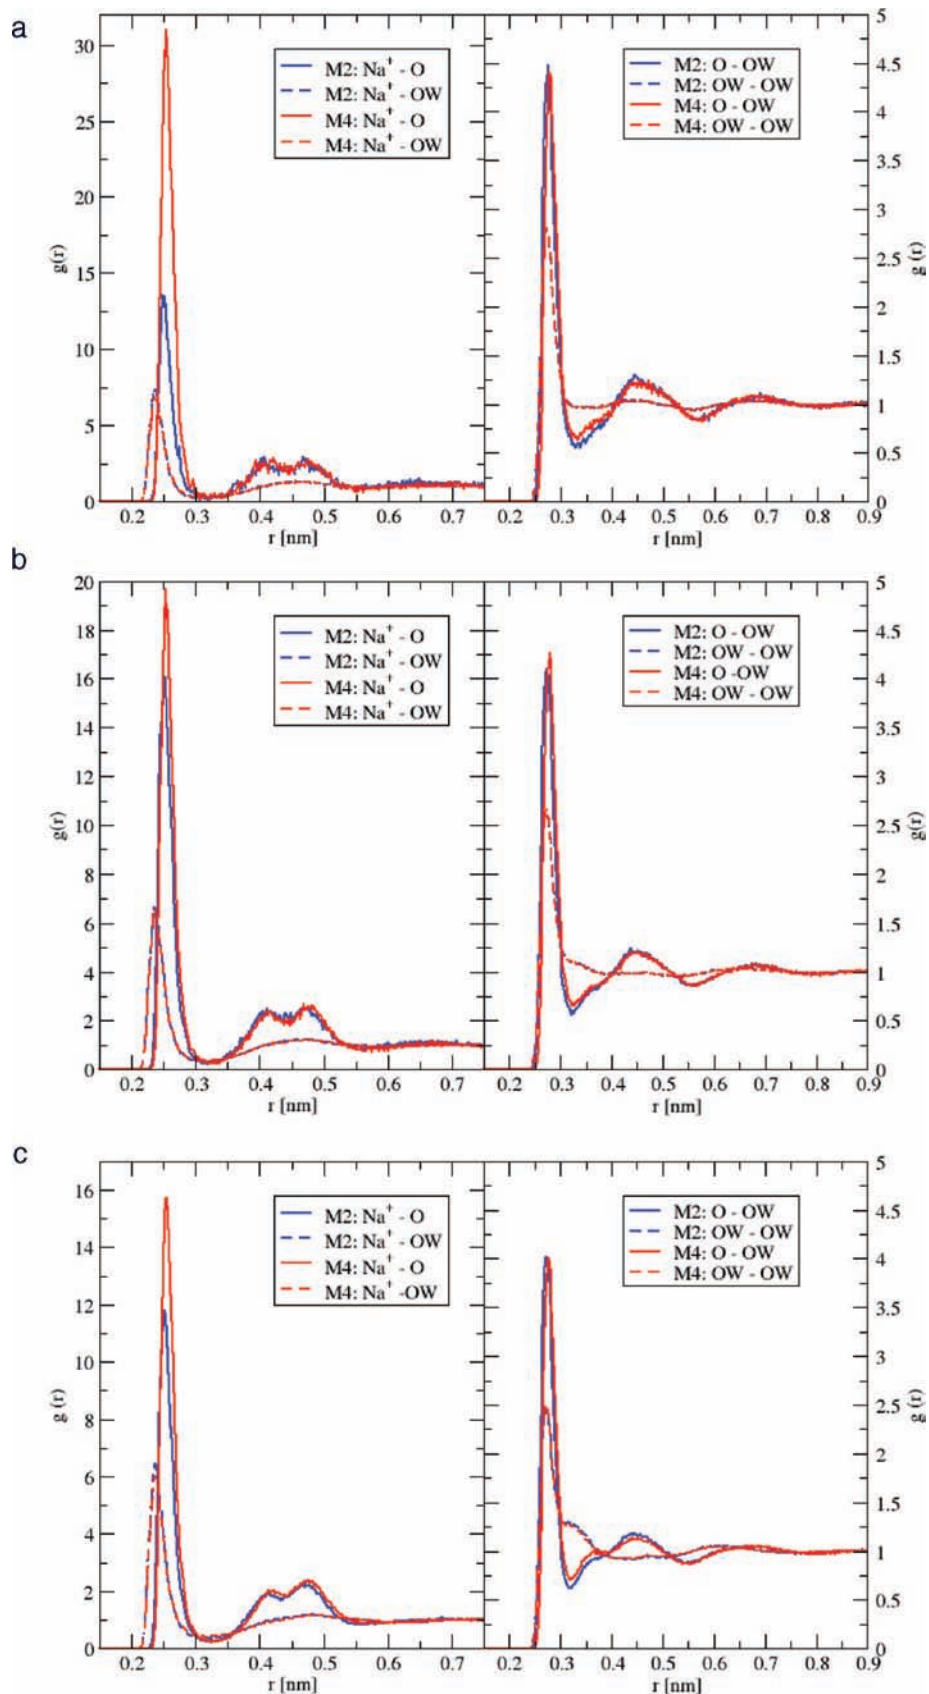 a
30
25
20
15
10
5
0
g(r)
M2: Na+ - O
M2: Na+ - OW
M4: Na+ - O
M4: Na+ - OW
0.2 0.3 0.4 0.5 0.6 0.7
r [nm]
M2: O - OW
M2: OW - OW
M4: O - OW
M4: OW - OW
5
4.5
4
3.5
3
2.5
2
1.5
1
0.5
0
g (r)
0.2 0.3 0.4 0.5 0.6 0.7 0.8 0.9
r [nm]
b
20
18
16
14
12
10
8
6
4
2
0
g(r)
M2: Na+ - O
M2: Na+ - OW
M4: Na+ - O
M4: Na+ - OW
0.2 0.3 0.4 0.5 0.6 0.7
r [nm]
M2: O - OW
M2: OW - OW
M4: O -OW
M4: OW - OW
5
4.5
4
3.5
3
2.5
2
1.5
1
0.5
0
g(r)
0.2 0.3 0.4 0.5 0.6 0.7 0.8 0.9
r [nm]
c
16
14
12
10
8
6
4
2
0
g (r)
M2: Na+ - O
M2: Na+ - OW
M4: Na+ - O
M4: Na+ -OW
0.2 0.3 0.4 0.5 0.6 0.7
r [nm]
M2: O - OW
M2: OW - OW
M4: O - OW
M4: OW - OW
5
4.5
4
3.5
3
2.5
2
1.5
1
0.5
0
g(r)
0.2 0.3 0.4 0.5 0.6 0.7 0.8 0.9
r [nm]